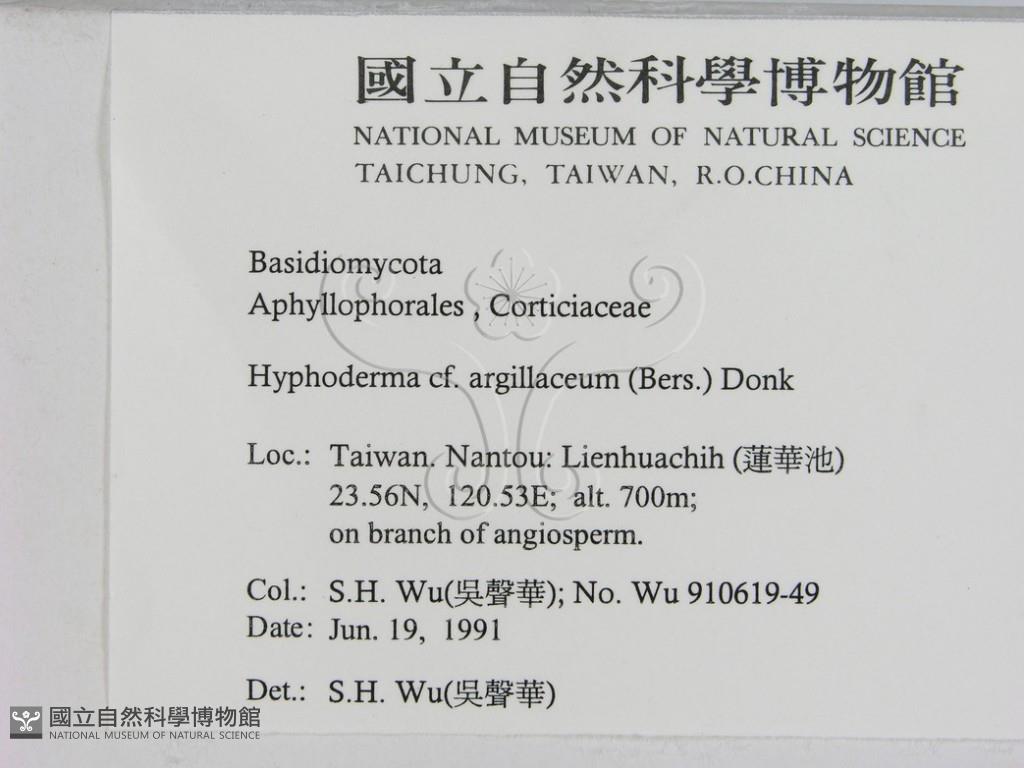 國立自然科學博物館
NATIONAL MUSEUM OF NATURAL SCIENCE
TAICHUNG, TAIWAN, R.O.CHINA
Basidiomycota
Aphyllophorales , Corticiaceae
Hyphoderma cf. argillaceum (Bers.) Donk
Loc.: Taiwan. Nantou: Lienhuachih (蓮華池)
23.56N, 120.53E; alt. 700m;
on branch of angiosperm.
Col.: S.H. Wu(吳聲華); No. Wu 910619-49
Date: Jun. 19, 1991
Det.: S.H. Wu(吳聲華)
國立自然科學博物館
NATIONAL MUSEUM OF NATURAL SCIENCE